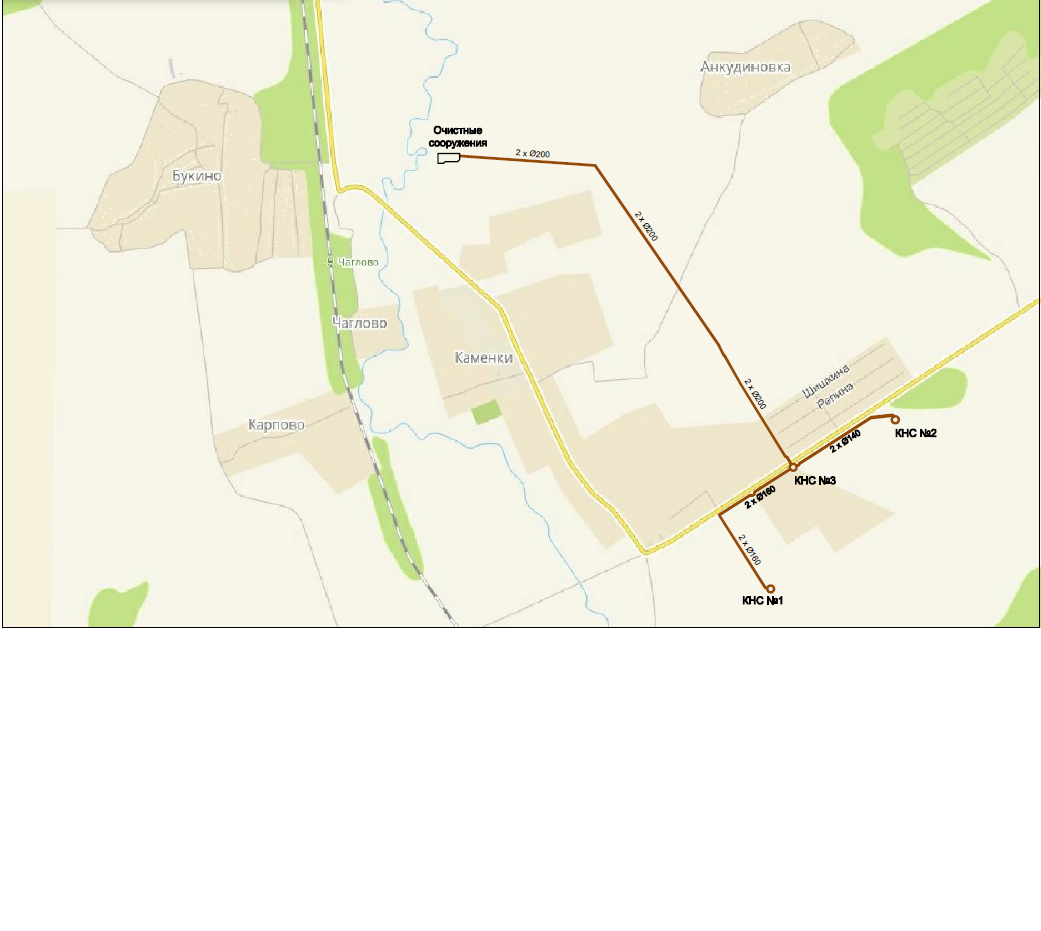 Анкудиновка
Очистные
сооружения
2 x Ø200
Букино
2 x Ø200
Чаглово
Чаглово
Каменки
Шишкина
Репина
2 x Ø200
Карпово
КНС №2
2 x Ø140
КНС №3
2 x Ø160
2 x Ø160
КНС №1